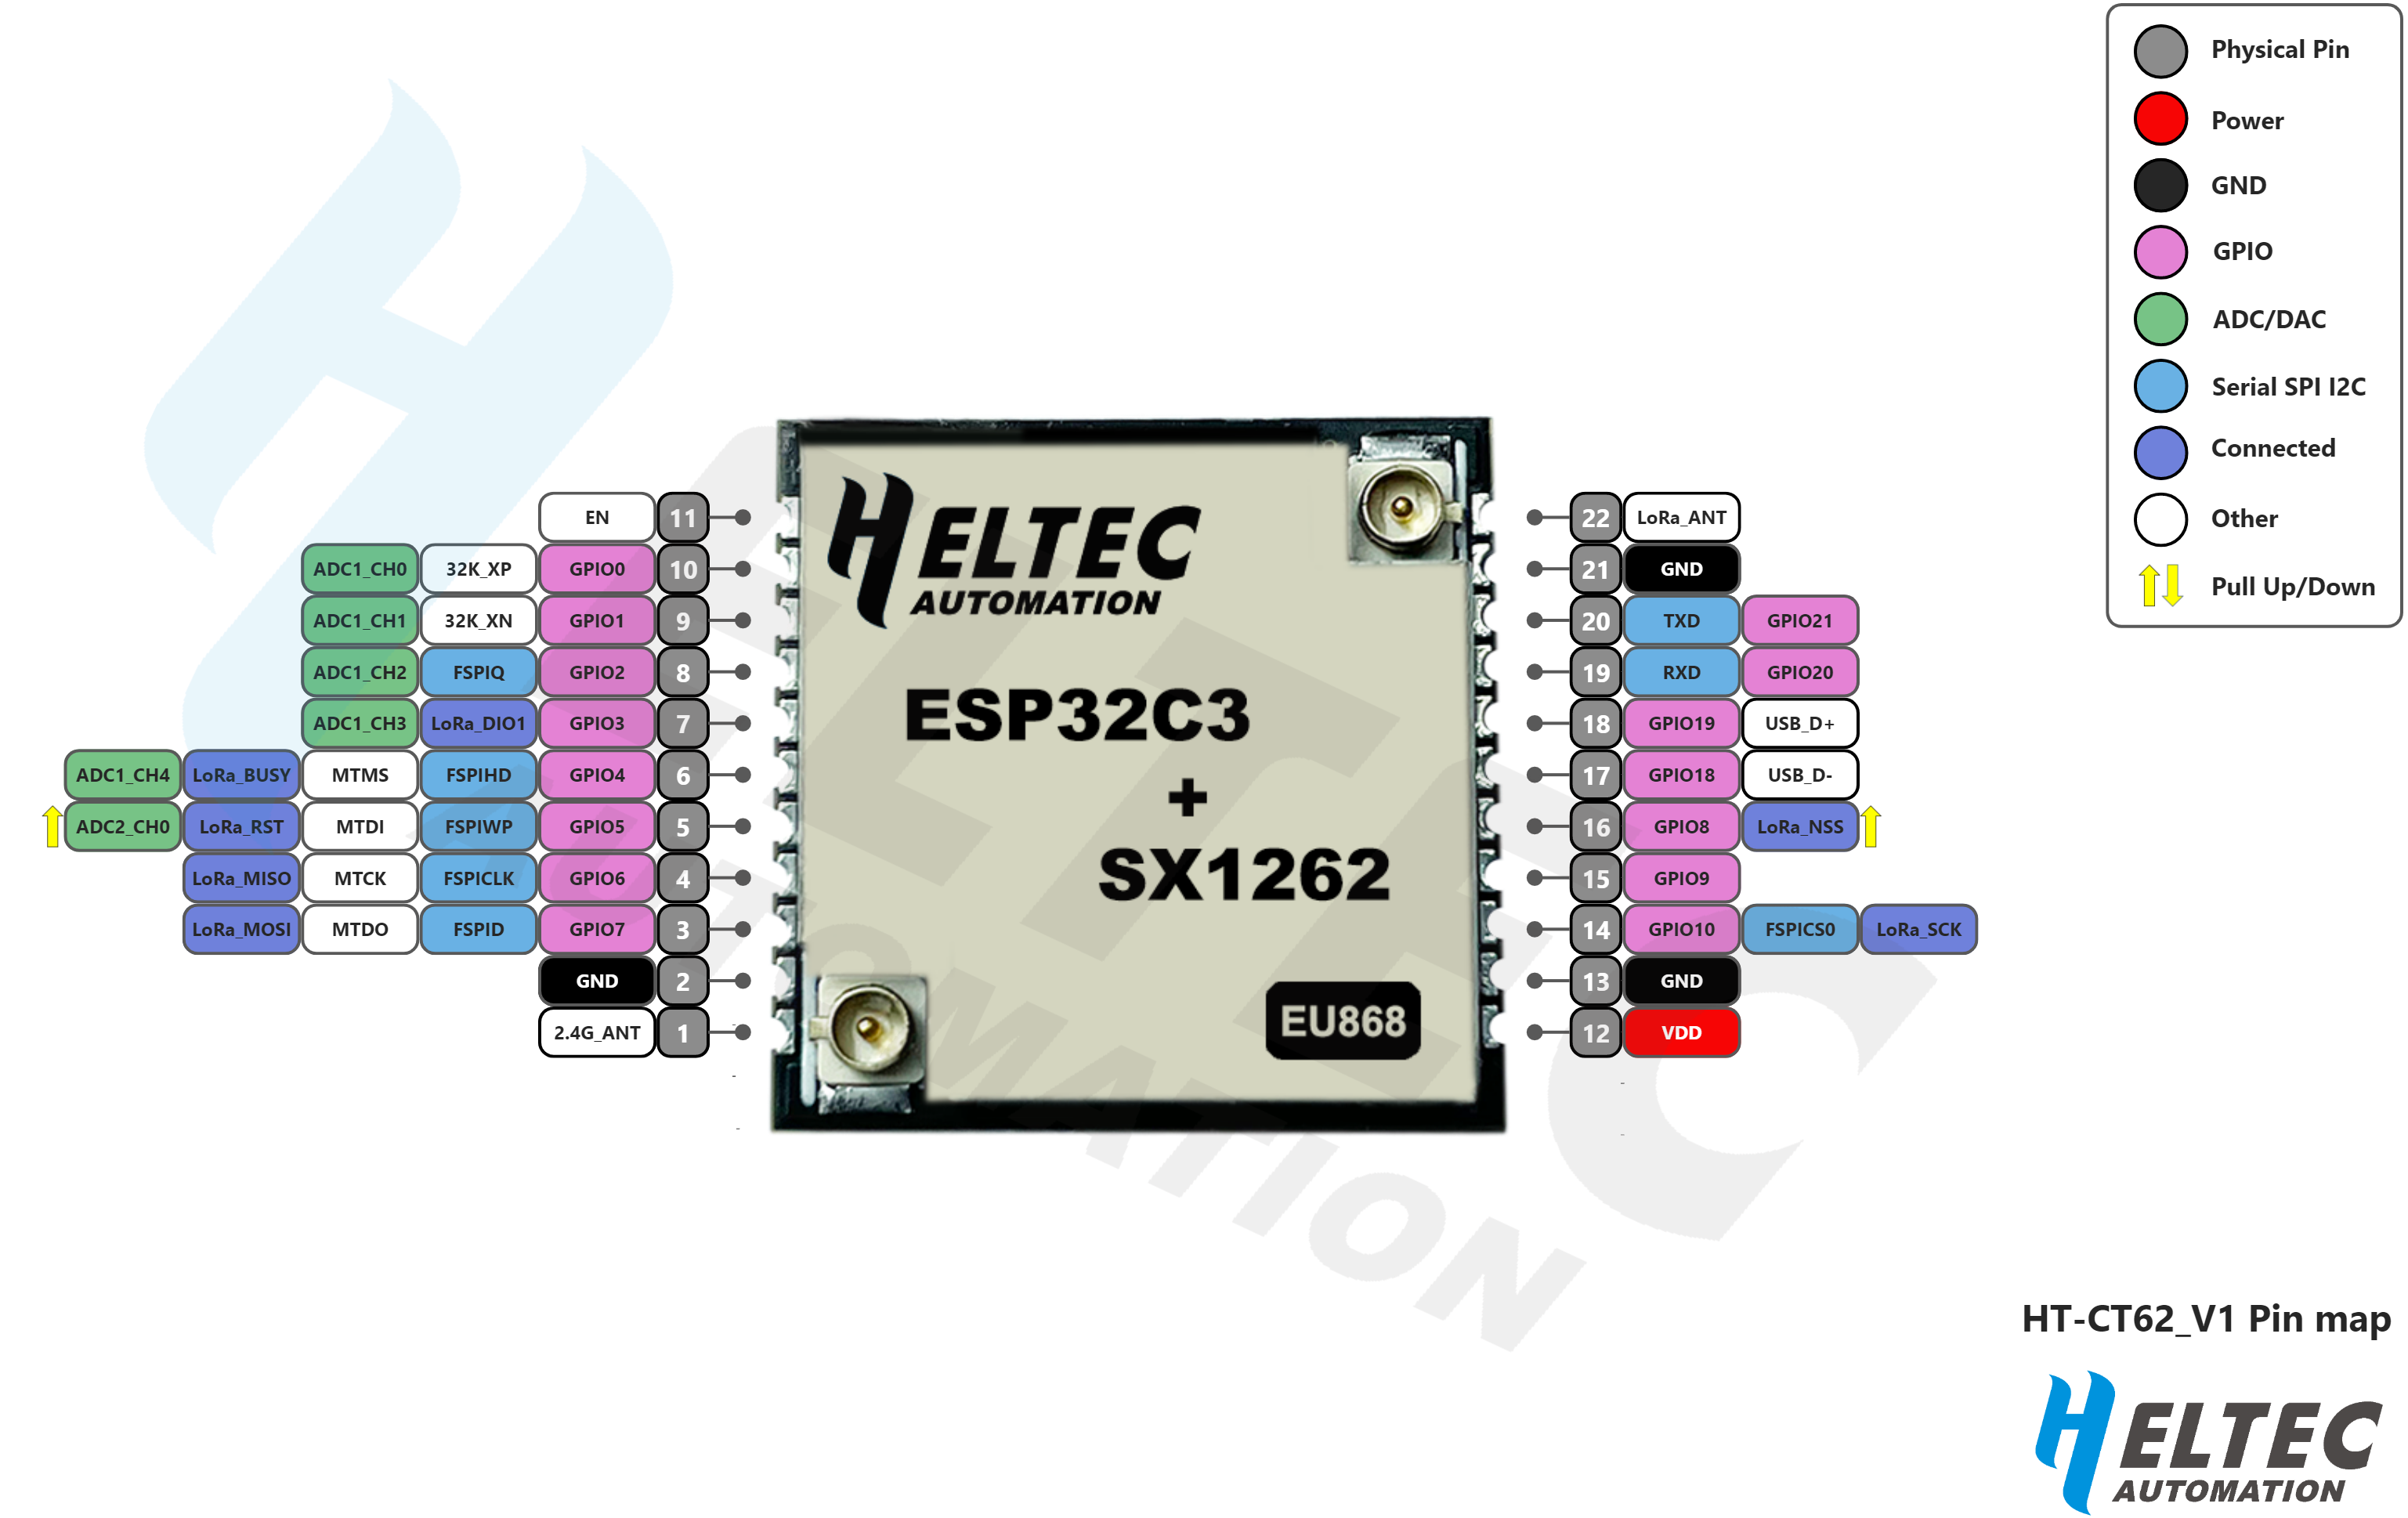 Physical Pin
Power
GND
GPIO
ADC/DAC
Serial SPI I2C
Connected
Other
Pull Up/Down
EN 11
ADC1_CH0 32K_XP GPIO0 10
ADC1_CH1 32K_XN GPIO1 9
ADC1_CH2 FSPIQ GPIO2 8
ADC1_CH3 LoRa_DIO1 GPIO3 7
ADC1_CH4 LoRa_BUSY MTMS FSPIHD GPIO4 6
ADC2_CH0 LoRa_RST MTDI FSPIWP GPIO5 5
LoRa_MISO MTCK FSPICLK GPIO6 4
LoRa_MOSI MTDO FSPID GPIO7 3
GND 2
2.4G_ANT 1
HELTEC
AUTOMATION
ESP32C3
+
SX1262
EU868
22 LoRa_ANT
21 GND
20 TXD GPIO21
19 RXD GPIO20
18 GPIO19 USB_D+
17 GPIO18 USB_D-
16 GPIO8 LoRa_NSS
15 GPIO9
14 GPIO10 FSPICS0 LoRa_SCK
13 GND
12 VDD
HELTEC
AUTOMATION
HT-CT62_V1 Pin map
HELTEC
AUTOMATION